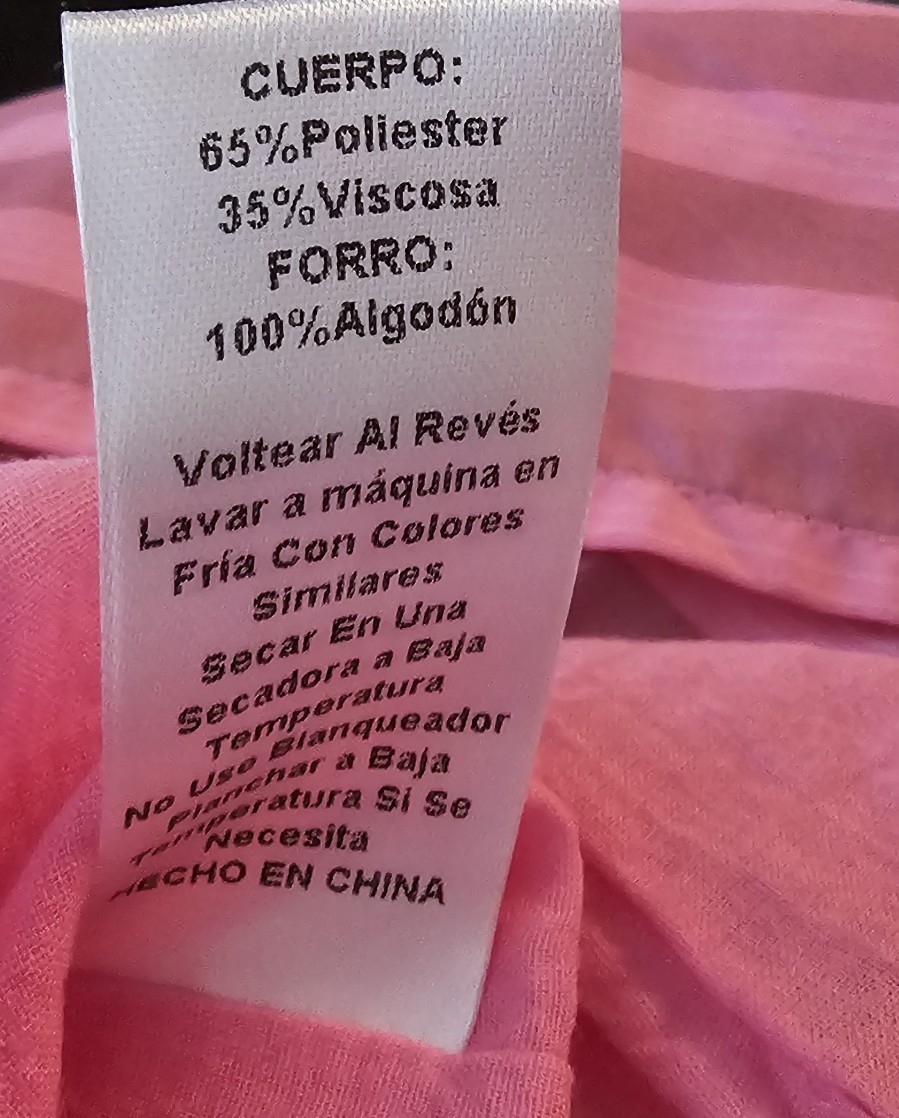 CUERPO:
65%Poliester
35%Viscosa
FORRO:
100%Algodón
Voltear Al Revés
Lavar a máquina en
Fría Con Colores
Similares
Secar En Una
Secadora a Baja
Temperatura
No Uso Blanqueador
Planchar a Baja
Temperatura Si Se
Necesita
HECHO EN CHINA